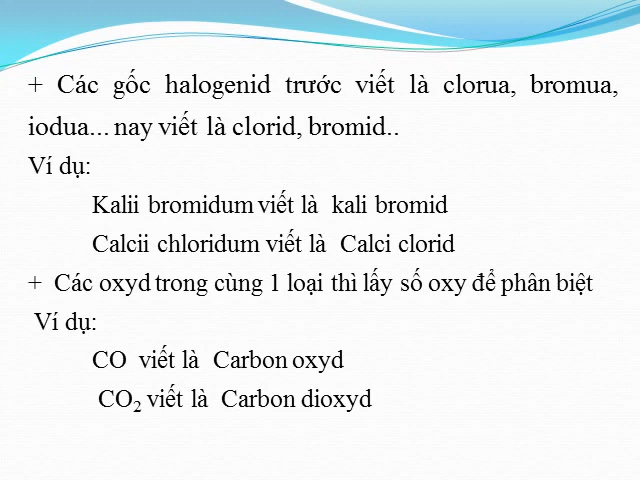 + Các gốc halogenid trước viết là clorua, bromua,
iodua... nay viết là clorid, bromid..
Ví dụ:
Kalii bromidum viết là kali bromid
Calcii chloridum viết là Calci clorid
+ Các oxyd trong cùng 1 loại thì lấy số oxy để phân biệt
Ví dụ:
CO viết là Carbon oxyd
CO₂ viết là Carbon dioxyd